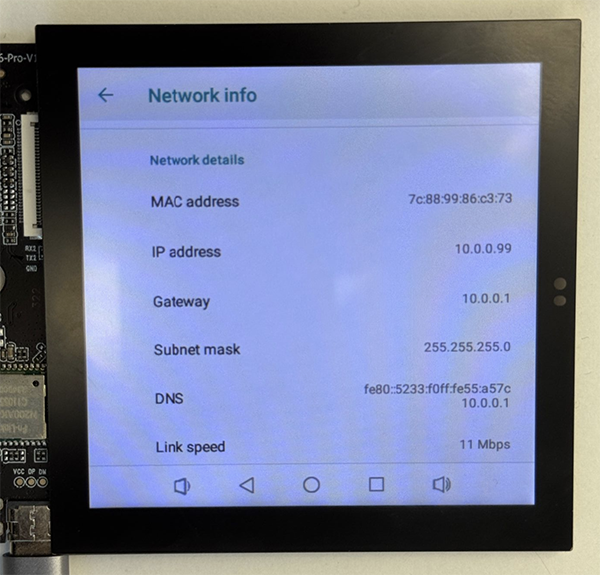 6-Pro-V1
Network info
Network details
MAC address 7c:88:99:86:c3:73
IP address 10.0.0.99
Gateway 10.0.0.1
Subnet mask 255.255.255.0
DNS fe80::5233:f0ff:fe55:a57c
10.0.0.1
Link speed 11 Mbps
RX1
TX1
GND
VCC DP DM